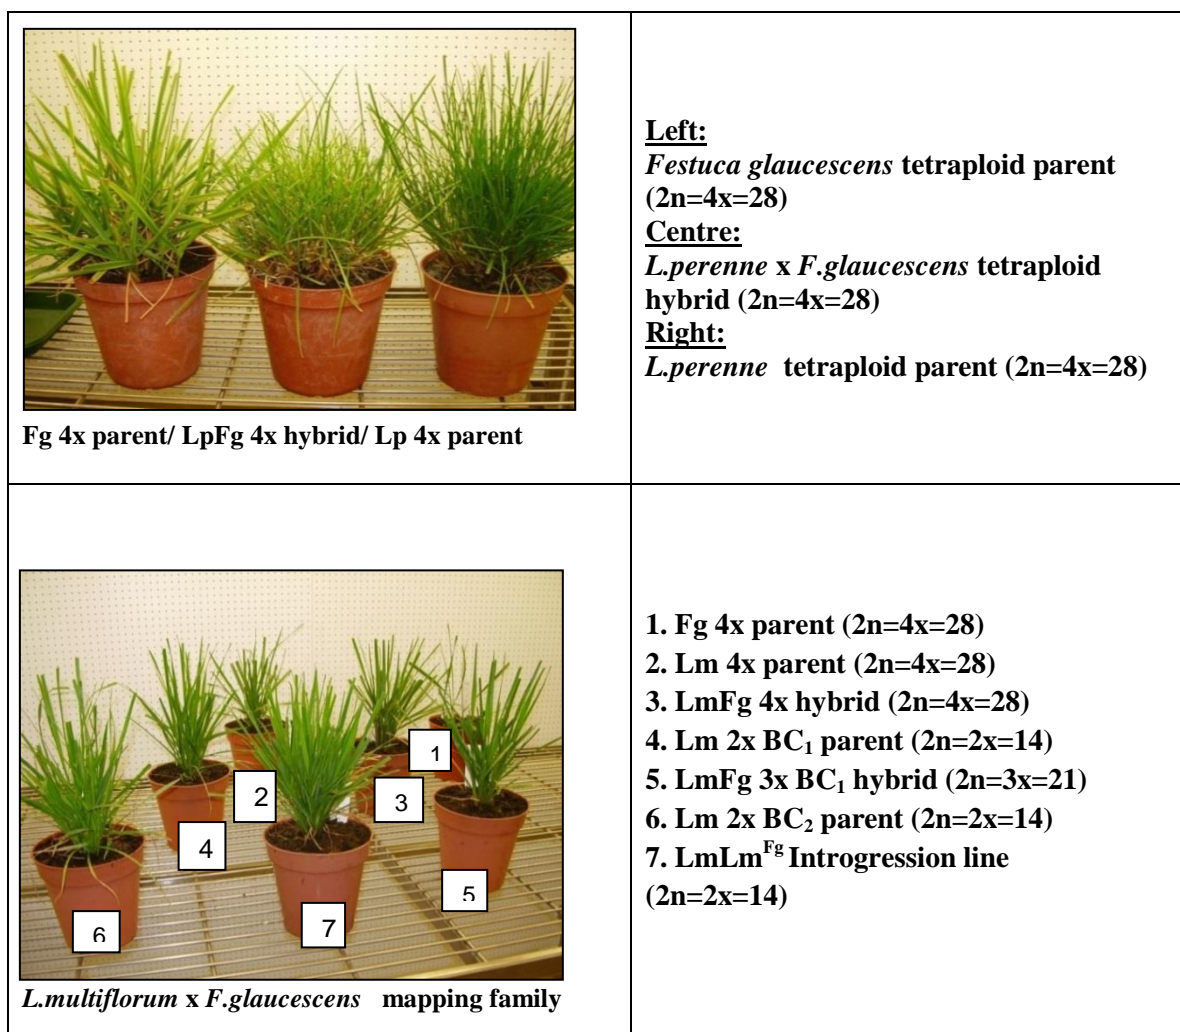 Left:
Festuca glaucescens tetraploid parent
(2n=4x=28)
Centre:
L.perenne x F.glaucescens tetraploid
hybrid (2n=4x=28)
Right:
L.perenne tetraploid parent (2n=4x=28)
Fg 4x parent/ LpFg 4x hybrid/ Lp 4x parent
1
2
3
4
5
6
7
L.multiflorum x F.glaucescens mapping family
1. Fg 4x parent (2n=4x=28)
2. Lm 4x parent (2n=4x=28)
3. LmFg 4x hybrid (2n=4x=28)
4. Lm 2x BC₁ parent (2n=2x=14)
5. LmFg 3x BC₁ hybrid (2n=3x=21)
6. Lm 2x BC₂ parent (2n=2x=14)
7. LmLm^Fg Introgression line
(2n=2x=14)